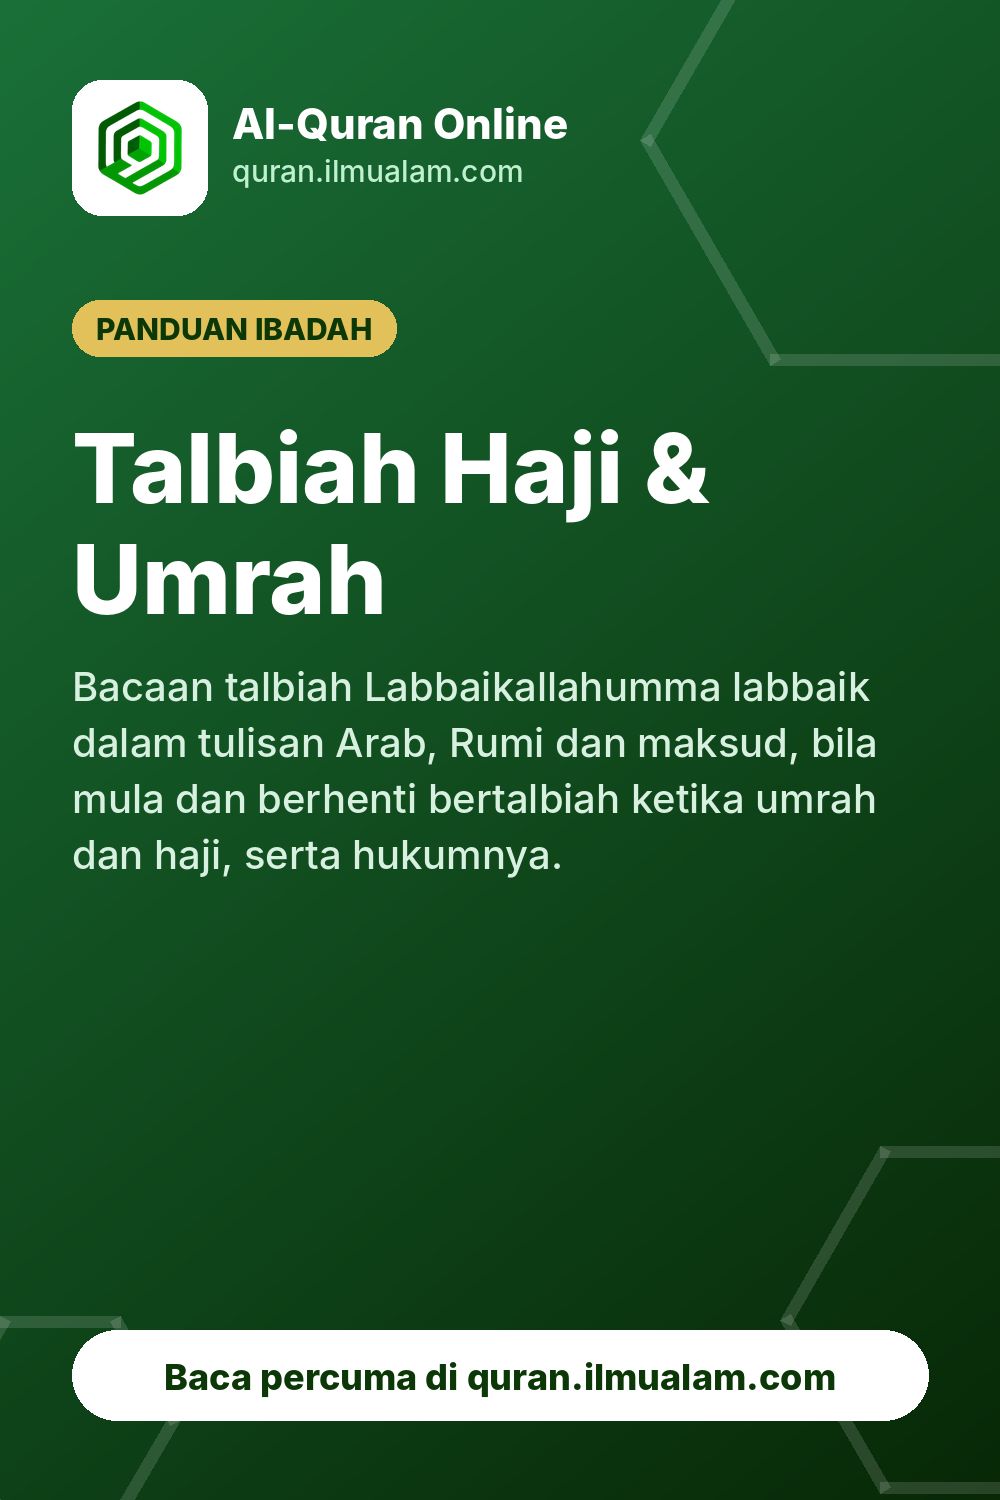 Al-Quran Online
quran.ilmualam.com
PANDUAN IBADAH
Talbiah Haji &
Umrah
Bacaan talbiah Labbaikallahumma labbaik
dalam tulisan Arab, Rumi dan maksud, bila
mula dan berhenti bertalbiah ketika umrah
dan haji, serta hukumnya.
Baca percuma di quran.ilmualam.com